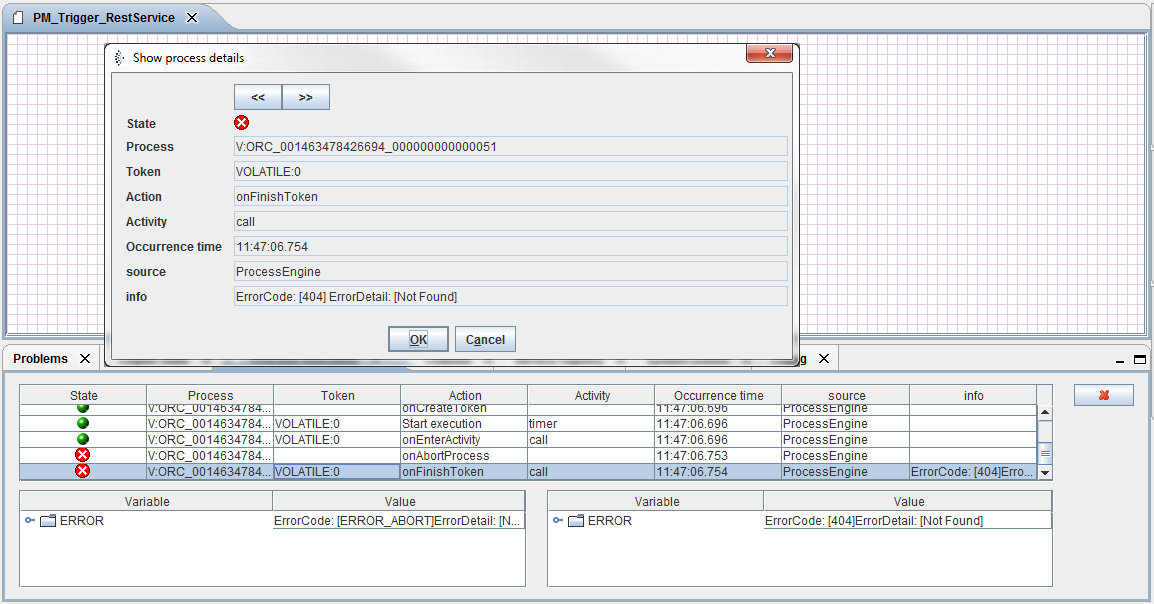 PM_Trigger_RestService
Show process details
<< >>
State
Process V:ORC_001463478426694_000000000000051
Token VOLATILE:0
Action onFinishToken
Activity call
Occurrence time 11:47:06.754
source ProcessEngine
info ErrorCode: [404] ErrorDetail: [Not Found]
OK Cancel
Problems
State Process Token Action Activity Occurrence time source info
V:ORC_0014634784... onCreateToken 11:47:06.696 ProcessEngine
V:ORC_0014634784... VOLATILE:0 Start execution timer 11:47:06.696 ProcessEngine
V:ORC_0014634784... VOLATILE:0 onEnterActivity call 11:47:06.696 ProcessEngine
V:ORC_0014634784... onAbortProcess 11:47:06.753 ProcessEngine
V:ORC_0014634784... VOLATILE:0 onFinishToken call 11:47:06.754 ProcessEngine ErrorCode: [404]Erro...
Variable Value Variable Value
ERROR ErrorCode: [ERROR_ABORT]ErrorDetail: [N... ERROR ErrorCode: [404]ErrorDetail: [Not Found]